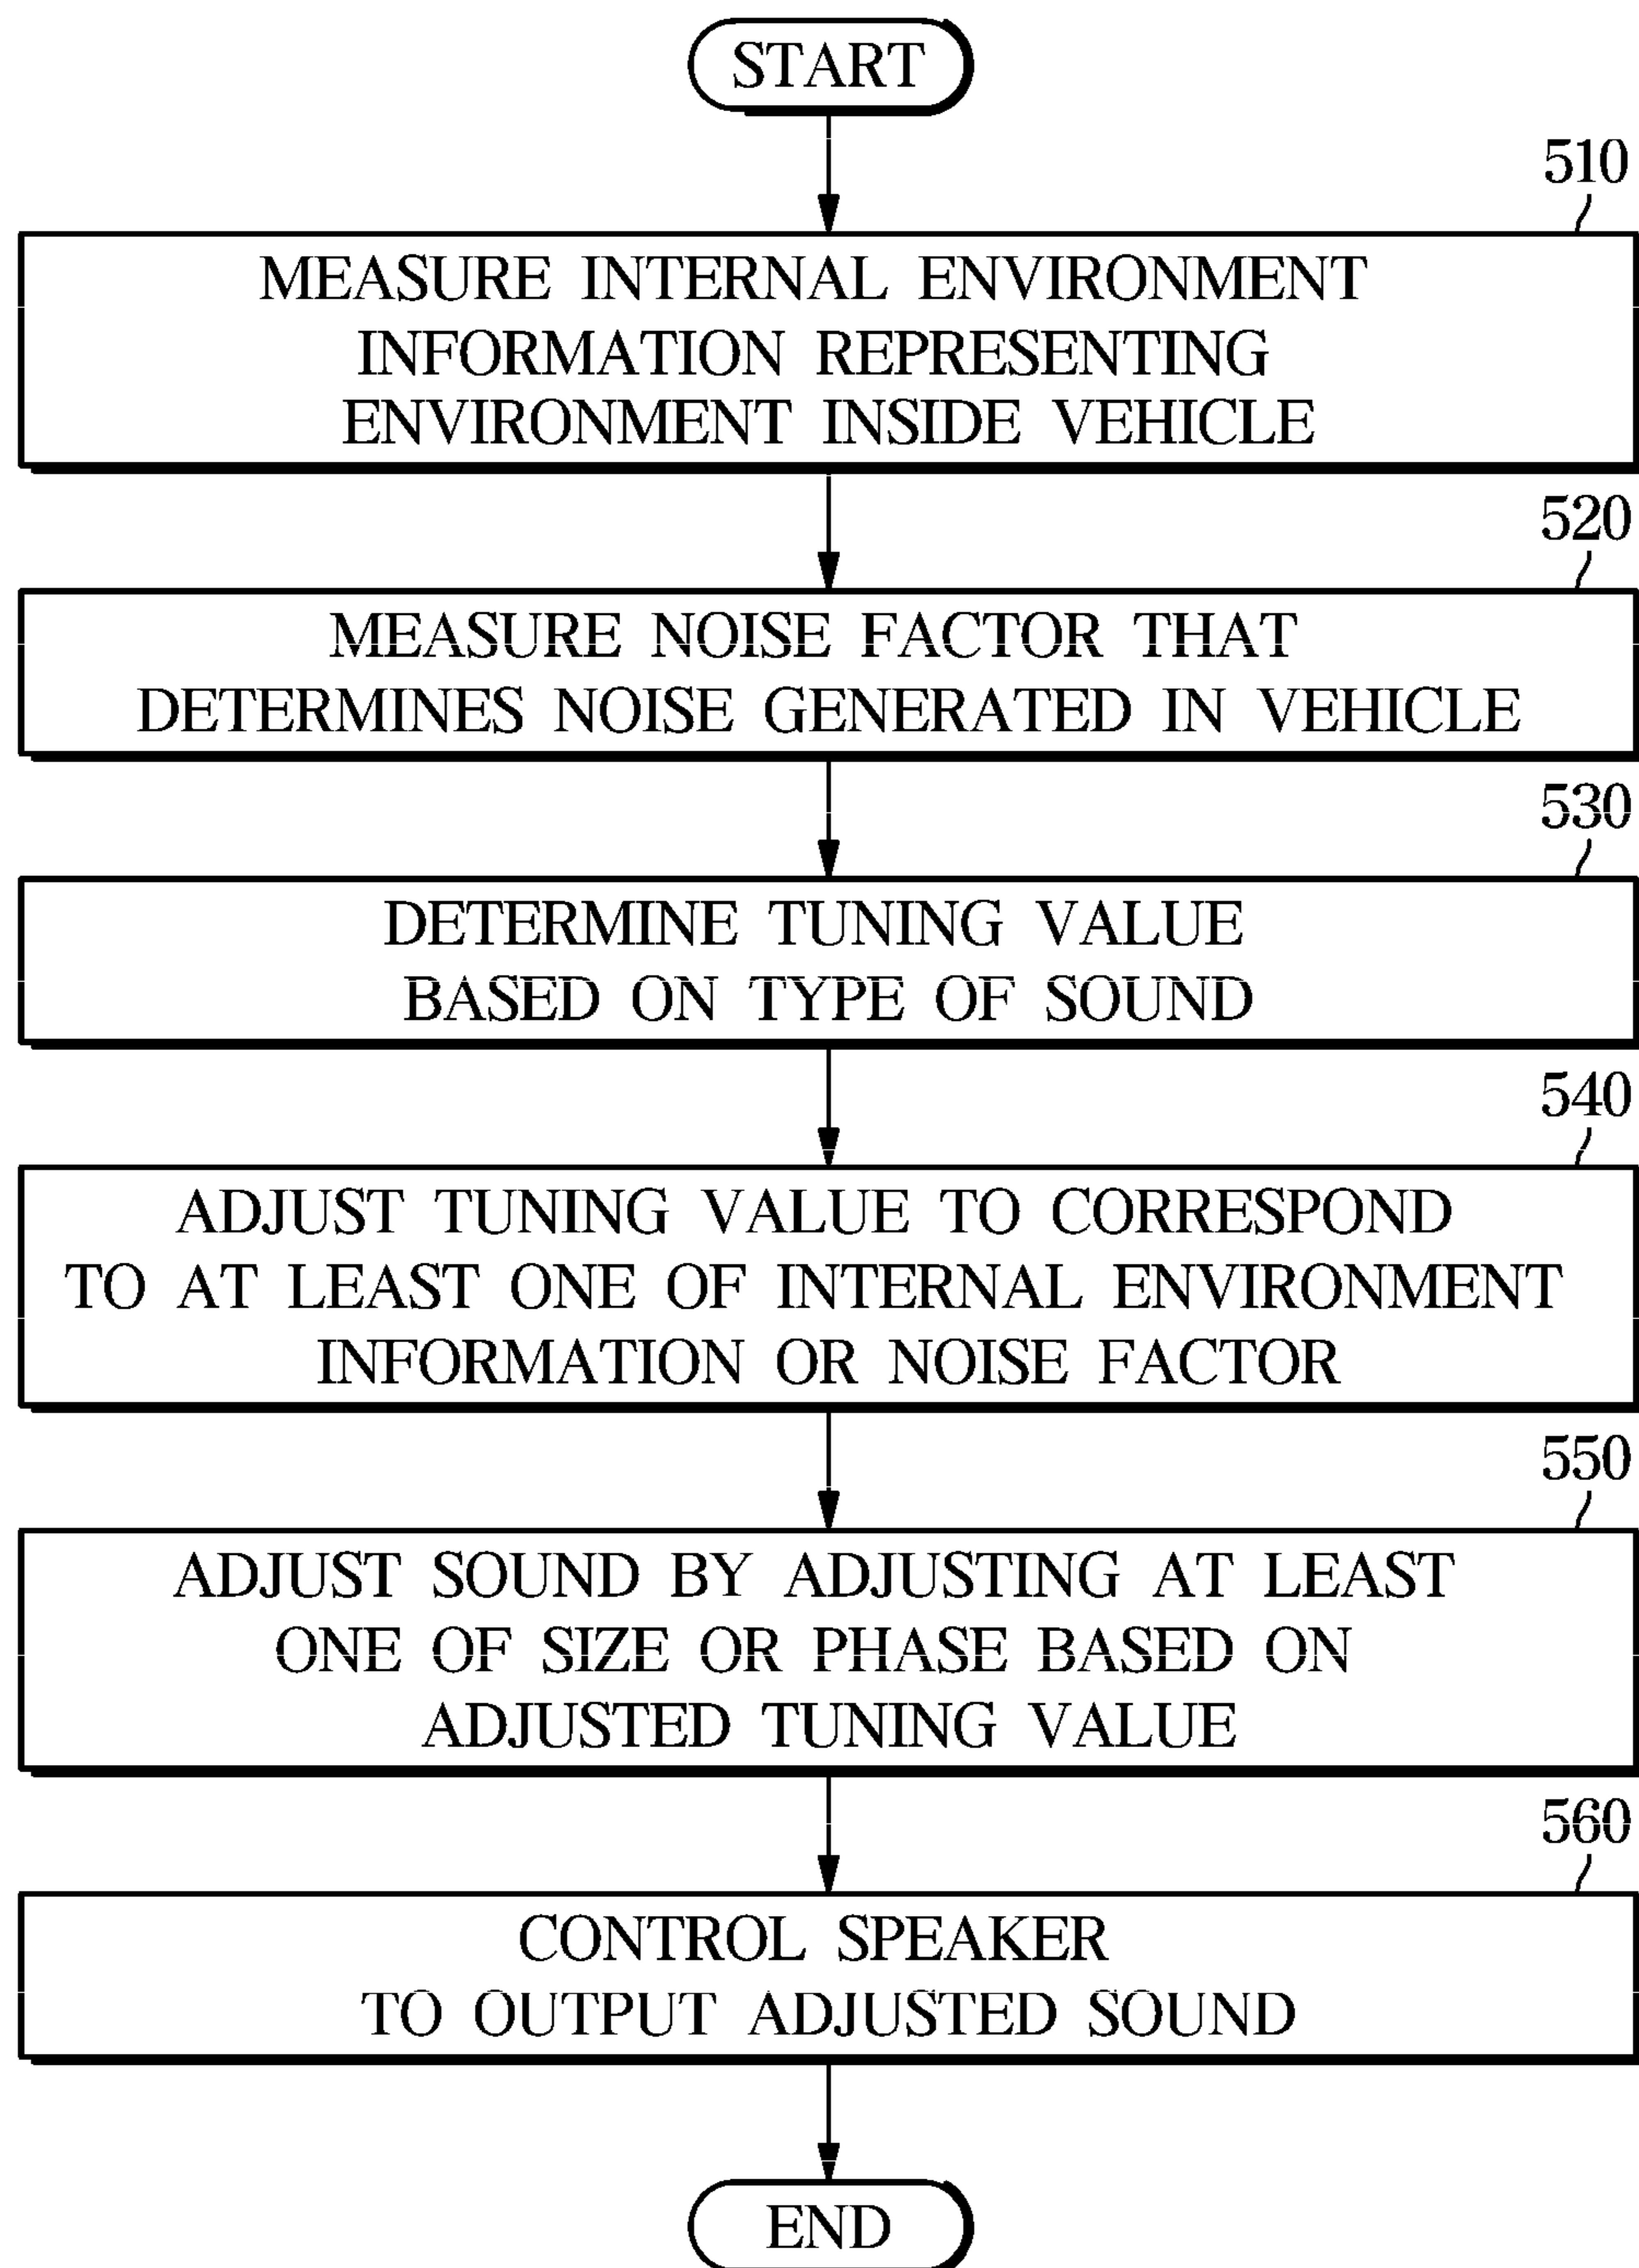 START
510
MEASURE INTERNAL ENVIRONMENT
INFORMATION REPRESENTING
ENVIRONMENT INSIDE VEHICLE
520
MEASURE NOISE FACTOR THAT
DETERMINES NOISE GENERATED IN VEHICLE
530
DETERMINE TUNING VALUE
BASED ON TYPE OF SOUND
540
ADJUST TUNING VALUE TO CORRESPOND
TO AT LEAST ONE OF INTERNAL ENVIRONMENT
INFORMATION OR NOISE FACTOR
550
ADJUST SOUND BY ADJUSTING AT LEAST
ONE OF SIZE OR PHASE BASED ON
ADJUSTED TUNING VALUE
560
CONTROL SPEAKER
TO OUTPUT ADJUSTED SOUND
END